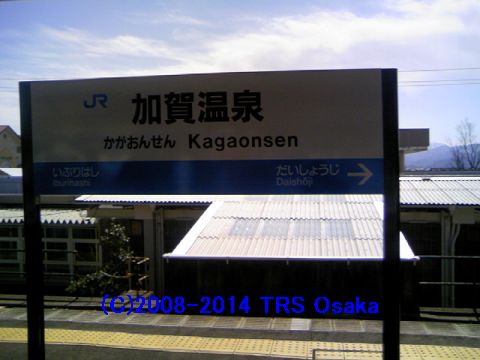 JR 加賀温泉
かがおんせん Kagaonsen
いぶりはし だいしょうじ
Iburihashi Daishōji
(C)2008-2014 TRS Osaka